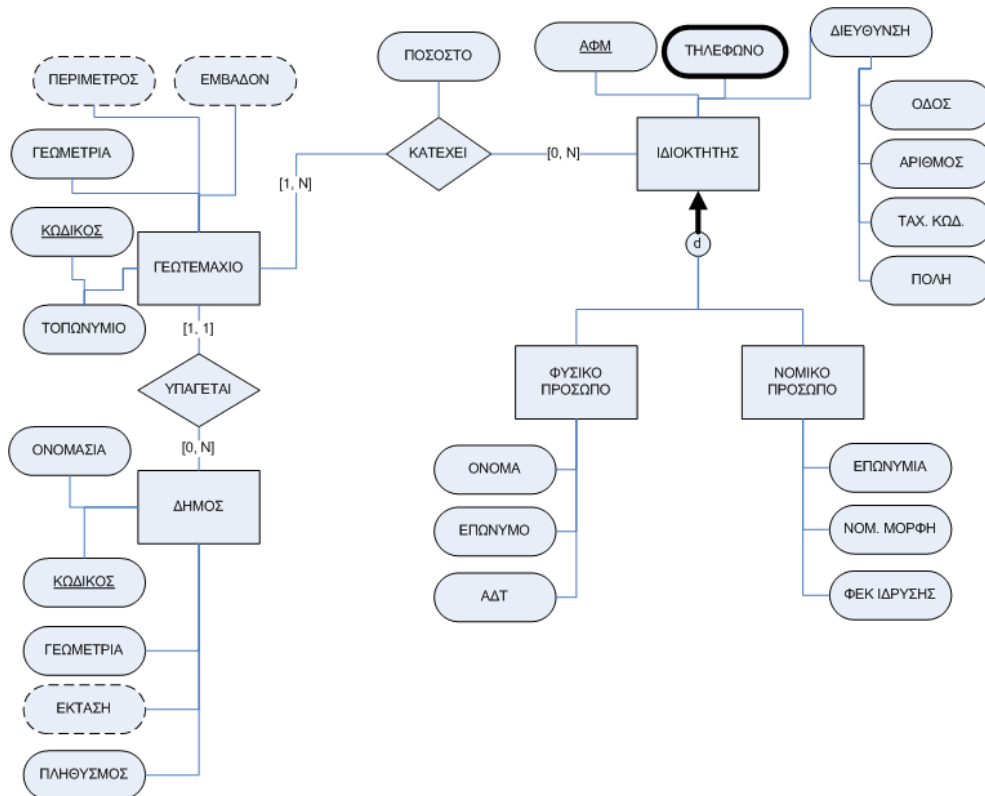 ΠΟΣΟΣΤΟ
ΑΦΜ
ΤΗΛΕΦΩΝΟ
ΔΙΕΥΘΥΝΣΗ
ΠΕΡΙΜΕΤΡΟΣ
ΕΜΒΑΔΟΝ
ΟΔΟΣ
ΓΕΩΜΕΤΡΙΑ
ΚΑΤΕΧΕΙ
[0, N]
ΙΔΙΟΚΤΗΤΗΣ
ΑΡΙΘΜΟΣ
[1, N]
ΚΩΔΙΚΟΣ
ΤΑΧ. ΚΩΔ.
d
ΓΕΩΤΕΜΑΧΙΟ
ΠΟΛΗ
ΤΟΠΩΝΥΜΙΟ
[1, 1]
ΥΠΑΓΕΤΑΙ
ΦΥΣΙΚΟ
ΠΡΟΣΩΠΟ
ΝΟΜΙΚΟ
ΠΡΟΣΩΠΟ
[0, N]
ΟΝΟΜΑΣΙΑ
ΔΗΜΟΣ
ΟΝΟΜΑ
ΕΠΩΝΥΜΙΑ
ΕΠΩΝΥΜΟ
ΝΟΜ. ΜΟΡΦΗ
ΚΩΔΙΚΟΣ
ΑΔΤ
ΦΕΚ ΙΔΡΥΣΗΣ
ΓΕΩΜΕΤΡΙΑ
ΕΚΤΑΣΗ
ΠΛΗΘΥΣΜΟΣ